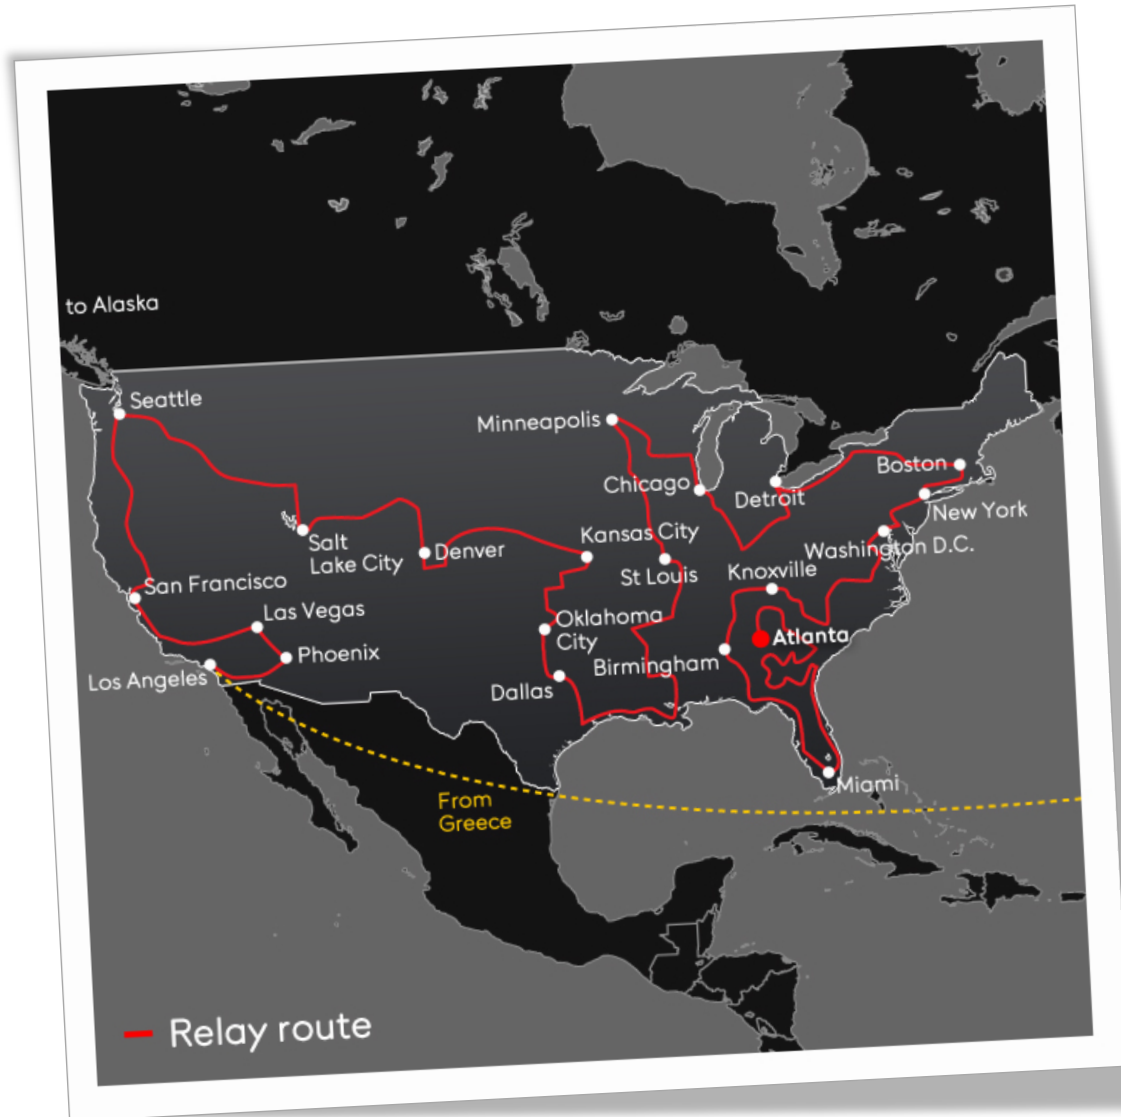 to Alaska
Seattle
Minneapolis
Boston
Chicago
Detroit
New York
Salt
Lake City
Denver
Kansas City
Washington D.C.
St Louis
Knoxville
San Francisco
Las Vegas
Oklahoma
City
Atlanta
Phoenix
Birmingham
Los Angeles
Dallas
Miami
From
Greece
Relay route